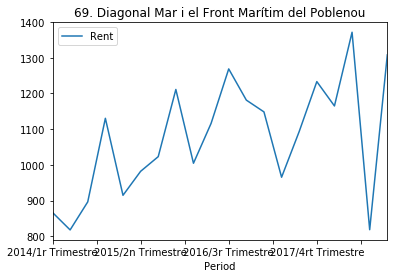 69. Diagonal Mar i el Front Marítim del Poblenou
Rent
1400
1300
1200
1100
1000
900
800
2014/1r Trimestre 2015/2n Trimestre 2016/3r Trimestre 2017/4rt Trimestre
Period